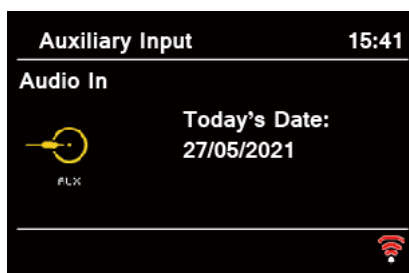 Auxiliary Input 15:41
Audio In
Today's Date:
27/05/2021
AUX